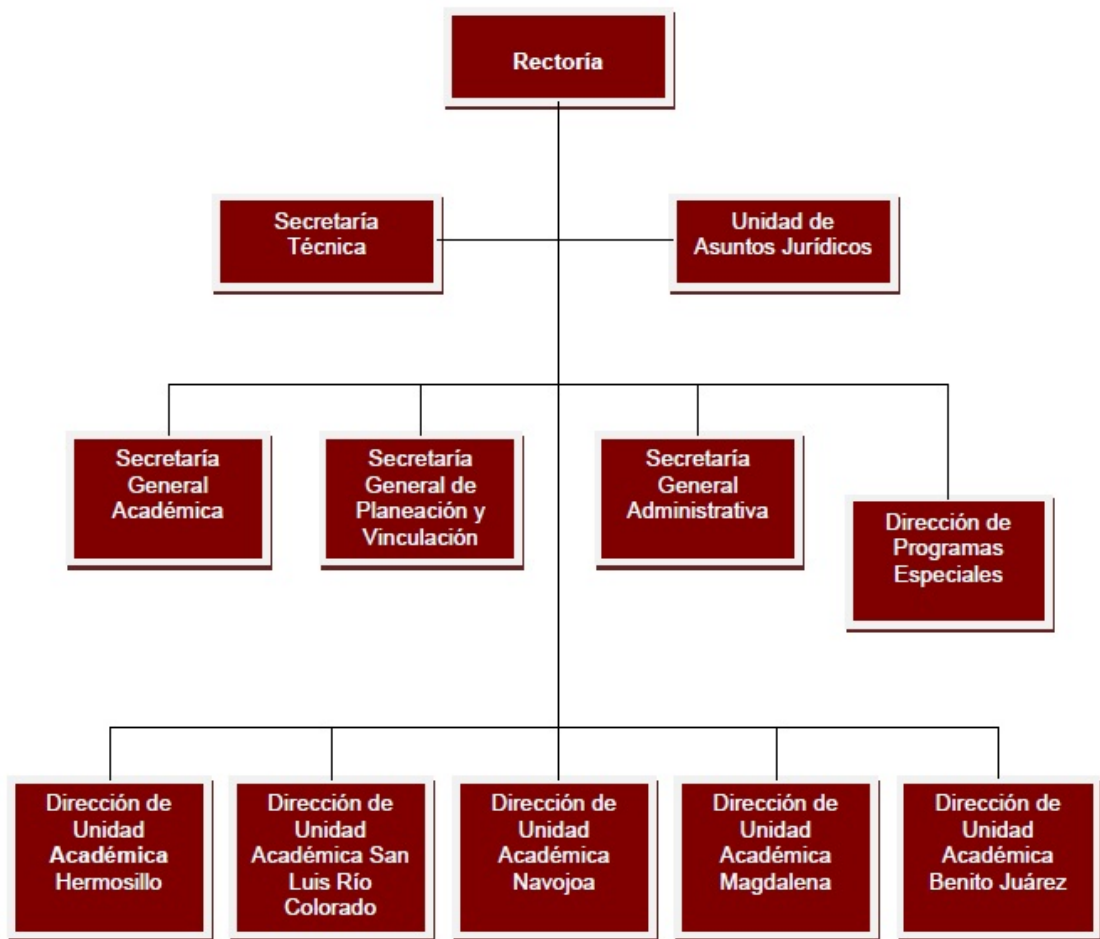 Rectoría
Secretaría
Técnica
Unidad de
Asuntos Jurídicos
Secretaría
General
Académica
Secretaría
General de
Planeación y
Vinculación
Secretaría
General
Administrativa
Dirección de
Programas
Especiales
Dirección de
Unidad
Académica
Hermosillo
Dirección de
Unidad
Académica San
Luis Río
Colorado
Dirección de
Unidad
Académica
Navojoa
Dirección de
Unidad
Académica
Magdalena
Dirección de
Unidad
Académica
Benito Juárez